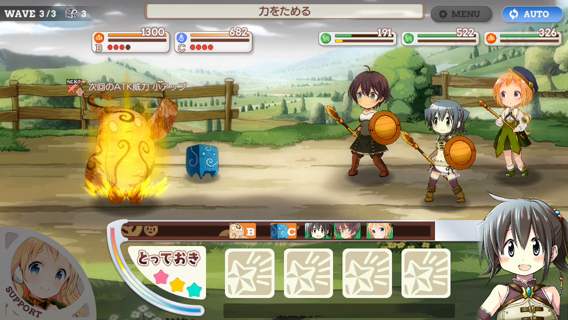 WAVE 3/3 3
力をためる
MENU
AUTO
1300
B
682
C
191
522
326
NEXT
次回のATK威力 小アップ
B
C
とっておき
SUPPORT